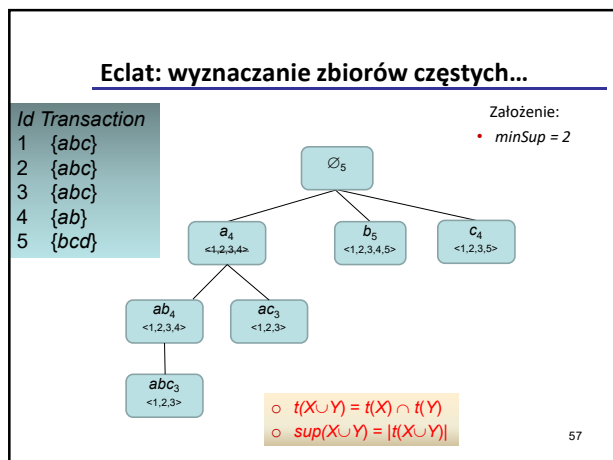 Eclat: wyznaczanie zbiorów częstych…
Id Transaction
1 {abc}
2 {abc}
3 {abc}
4 {ab}
5 {bcd}
Założenie:
• minSup = 2
∅₅
a₄
<1,2,3,4>
b₅
<1,2,3,4,5>
c₄
<1,2,3,5>
ab₄
<1,2,3,4>
ac₃
<1,2,3>
abc₃
<1,2,3>
o t(X∪Y) = t(X) ∩ t(Y)
o sup(X∪Y) = |t(X∪Y)|
57